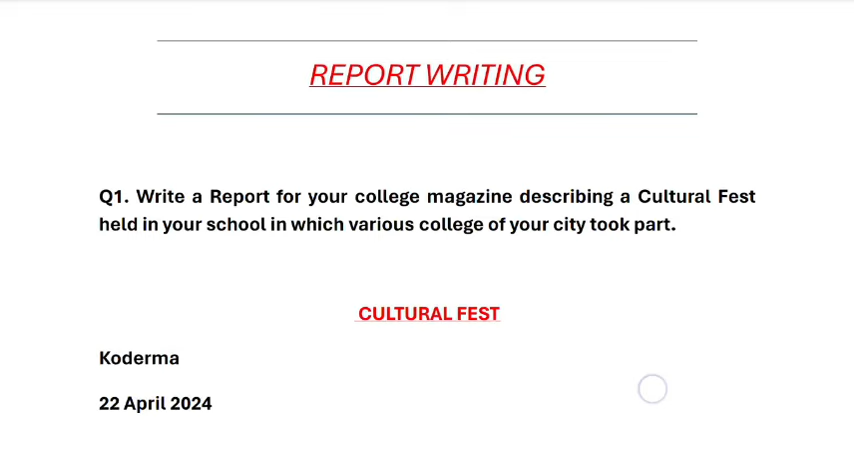 REPORT WRITING
Q1. Write a Report for your college magazine describing a Cultural Fest
held in your school in which various college of your city took part.
CULTURAL FEST
Koderma
22 April 2024